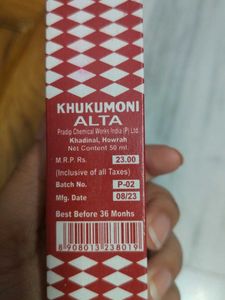 KHUKUMONI
ALTA
Pradip Chemical Works India (P) Ltd.
Khadinal, Howrah
Net Content 50 ml.
M.R.P. Rs. 23.00
(Inclusive of all Taxes)
Batch No. P-02
Mfg. Date 08/23
Best Before 36 Monhs
8 908013 238019